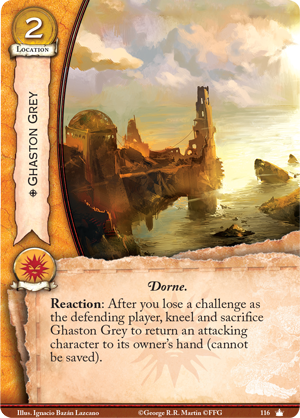 2
Location
Ghaston Grey
Dorne.
Reaction: After you lose a challenge as
the defending player, kneel and sacrifice
Ghaston Grey to return an attacking
character to its owner's hand (cannot
be saved).
Illus. Ignacio Bazán Lazcano ©George R.R. Martin ©FFG 116